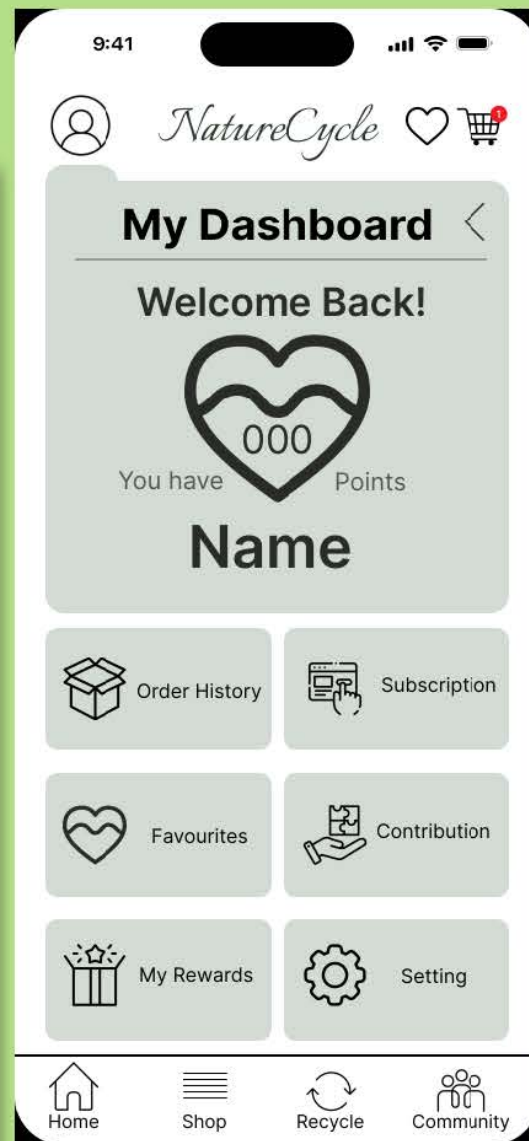 9:41
NatureCycle
1
My Dashboard
Welcome Back!
000
You have Points
Name
Order History
Subscription
Favourites
Contribution
My Rewards
Setting
Home
Shop
Recycle
Community